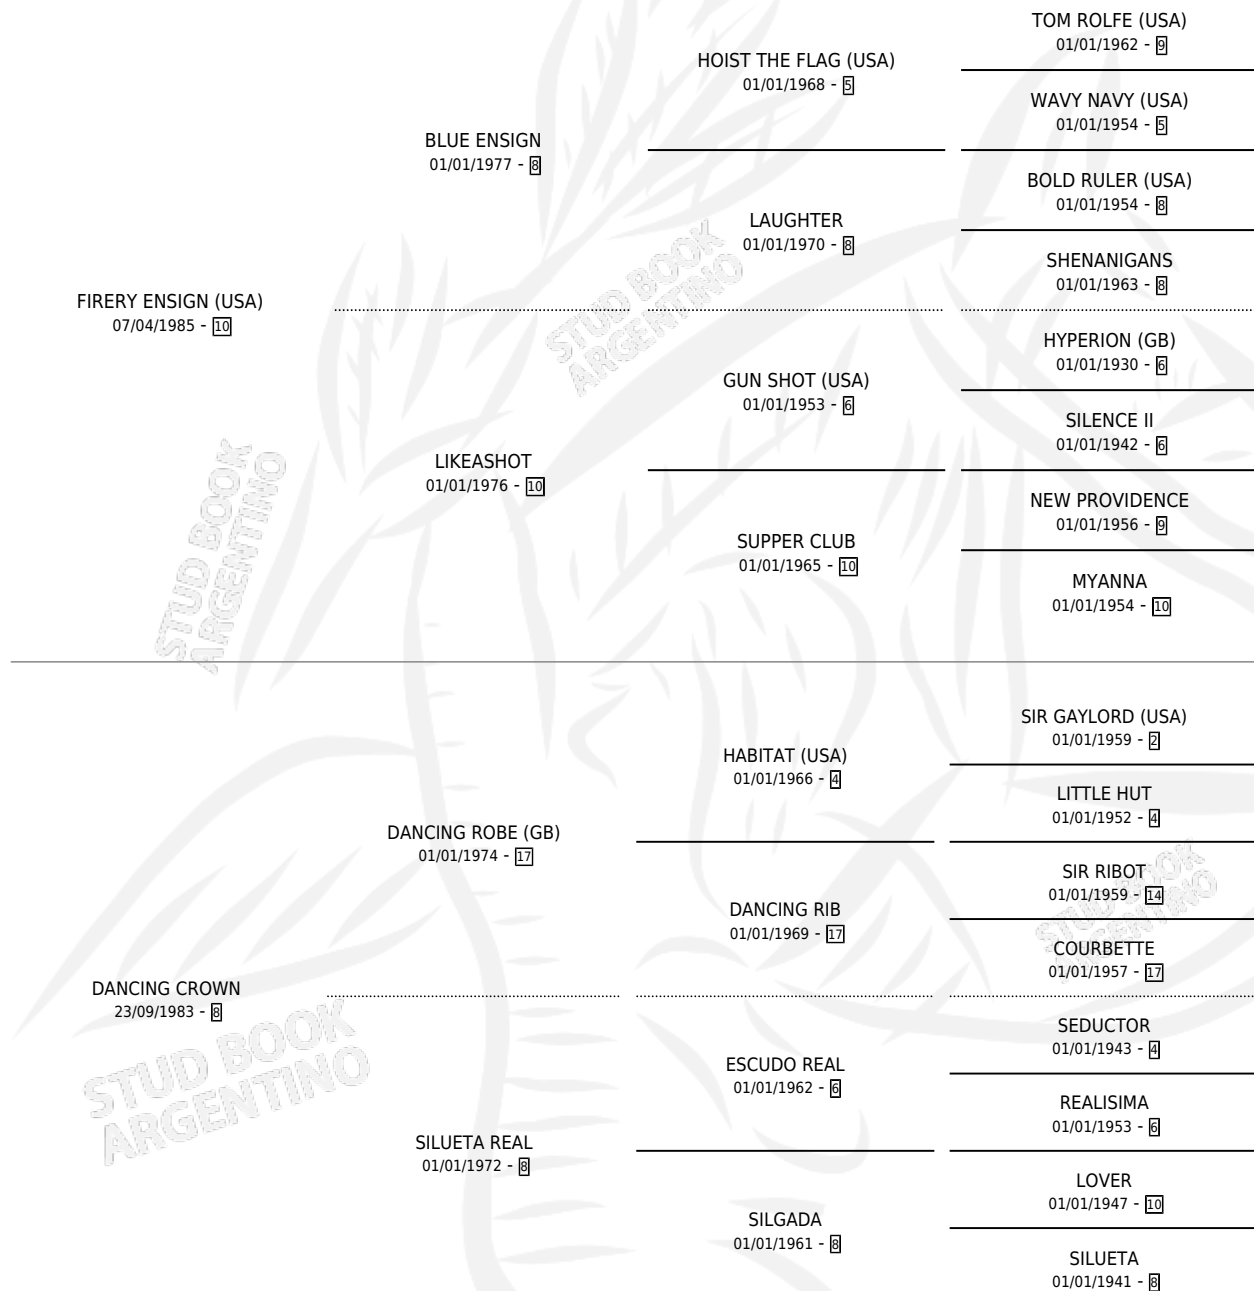 FIRERY ENSIGN (USA)
07/04/1985 - 10
BLUE ENSIGN
01/01/1977 - 8
HOIST THE FLAG (USA)
01/01/1968 - 5
TOM ROLFE (USA)
01/01/1962 - 9
WAVY NAVY (USA)
01/01/1954 - 5
LAUGHTER
01/01/1970 - 8
BOLD RULER (USA)
01/01/1954 - 8
SHENANIGANS
01/01/1963 - 8
LIKEASHOT
01/01/1976 - 10
GUN SHOT (USA)
01/01/1953 - 6
HYPERION (GB)
01/01/1930 - 6
SILENCE II
01/01/1942 - 6
SUPPER CLUB
01/01/1965 - 10
NEW PROVIDENCE
01/01/1956 - 9
MYANNA
01/01/1954 - 10
DANCING CROWN
23/09/1983 - 8
DANCING ROBE (GB)
01/01/1974 - 17
HABITAT (USA)
01/01/1966 - 4
SIR GAYLORD (USA)
01/01/1959 - 2
LITTLE HUT
01/01/1952 - 4
DANCING RIB
01/01/1969 - 17
SIR RIBOT
01/01/1959 - 14
COURBETTE
01/01/1957 - 17
SILUETA REAL
01/01/1972 - 8
ESCUDO REAL
01/01/1962 - 6
SEDUCTOR
01/01/1943 - 4
REALISIMA
01/01/1953 - 6
SILGADA
01/01/1961 - 8
LOVER
01/01/1947 - 10
SILUETA
01/01/1941 - 8
STUD BOOK
ARGENTINO
STUD BOOK
ARGENTINO
STUD BOOK
ARGENTINO
STUD BOOK
ARGENTINO